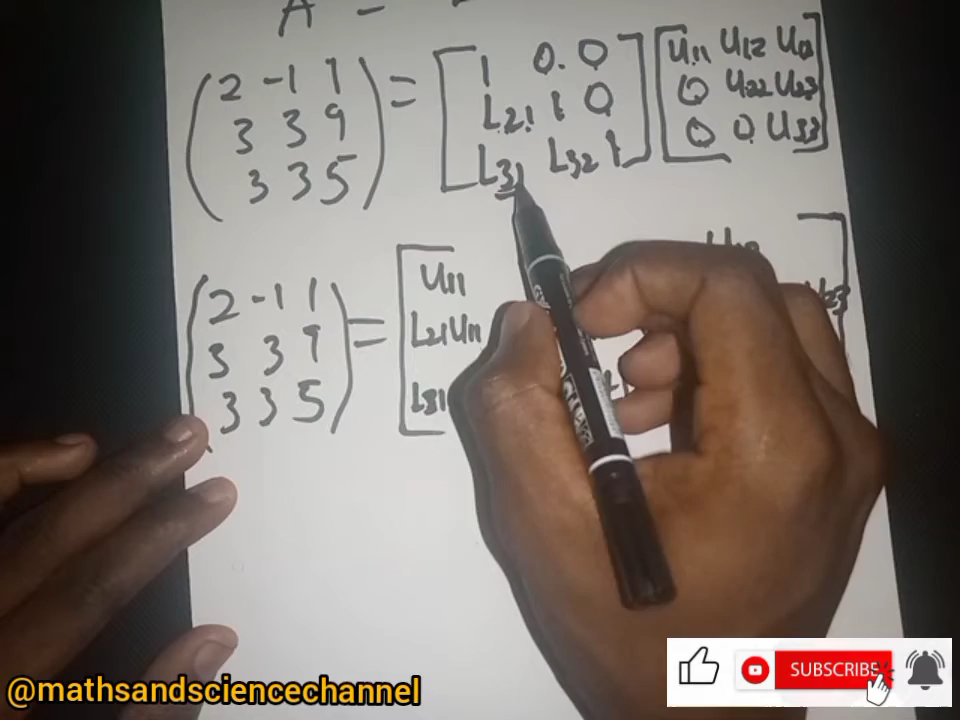 A =
(2 -1 1 3 3 9 3 3 5) = [1 0 0 L21 1 0 L31 L32 1] [U11 U12 U13 0 U22 U23 0 0 U33]
(2 -1 1 3 3 9 3 3 5) = [U11 L21U11 L31 U23]
@mathsandsciencechannel
SUBSCRIBE